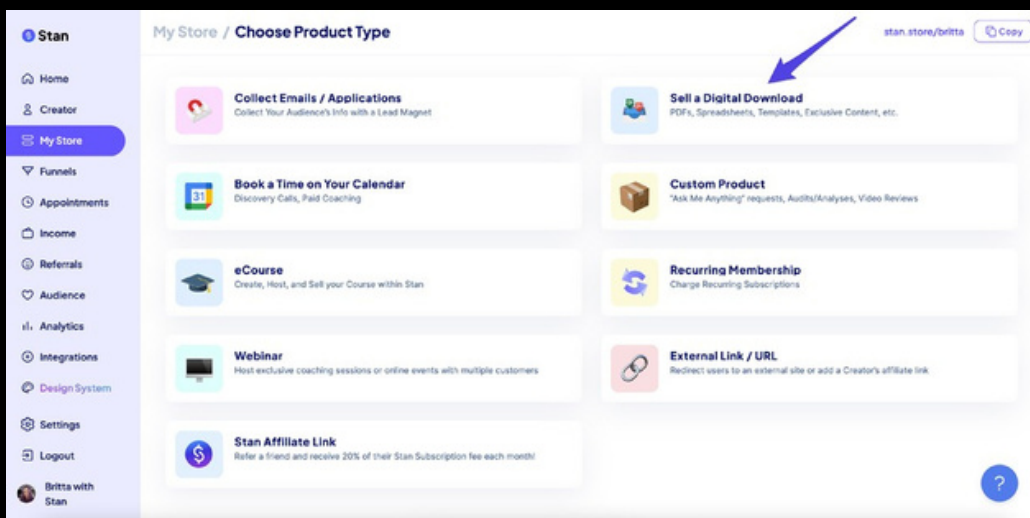 Stan
My Store / Choose Product Type
stan.store/britta
Copy
Home
Creator
My Store
Funnels
Appointments
Income
Referrals
Audience
Analytics
Integrations
Design System
Settings
Logout
Britta with
Stan
Collect Emails / Applications
Collect Your Audience's Info with a Lead Magnet
Sell a Digital Download
PDFs, Spreadsheets, Templates, Exclusive Content, etc.
31
Book a Time on Your Calendar
Discovery Calls, Paid Coaching
Custom Product
"Ask Me Anything" requests, Audits/Analyses, Video Reviews
eCourse
Create, Host, and Sell your Course within Stan
Recurring Membership
Charge Recurring Subscriptions
Webinar
Host exclusive coaching sessions or online events with multiple customers
External Link / URL
Redirect users to an external site or add a Creator's affiliate link
$
Stan Affiliate Link
Refer a friend and receive 20% of their Stan Subscription fee each month!
?